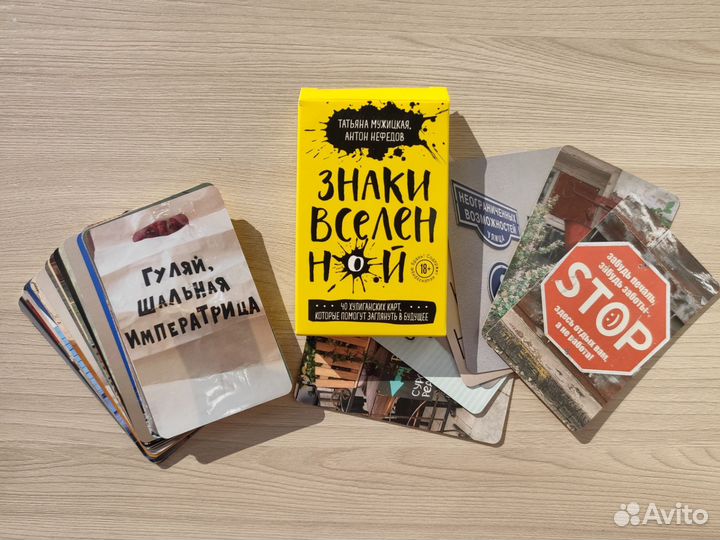 ТАТЬЯНА МУЖИЦКАЯ,
АНТОН НЕФЕДОВ
ЗНАКИ
ВСЕЛЕН
НОЙ
18+
40 ХУЛИГАНСКИХ КАРТ,
КОТОРЫЕ ПОМОГУТ ЗАГЛЯНУТЬ В БУДУЩЕЕ
ГУЛЯЙ,
ШАЛЬНАЯ
ИМПЕРАТРИЦА
НЕОГРАНИЧЕННЫХ
ВОЗМОЖНОСТЕЙ
УЛИЦА
Забудь печаль,
забудь заботы-
STOP
здесь отдых вам,
а не работа!
Avito